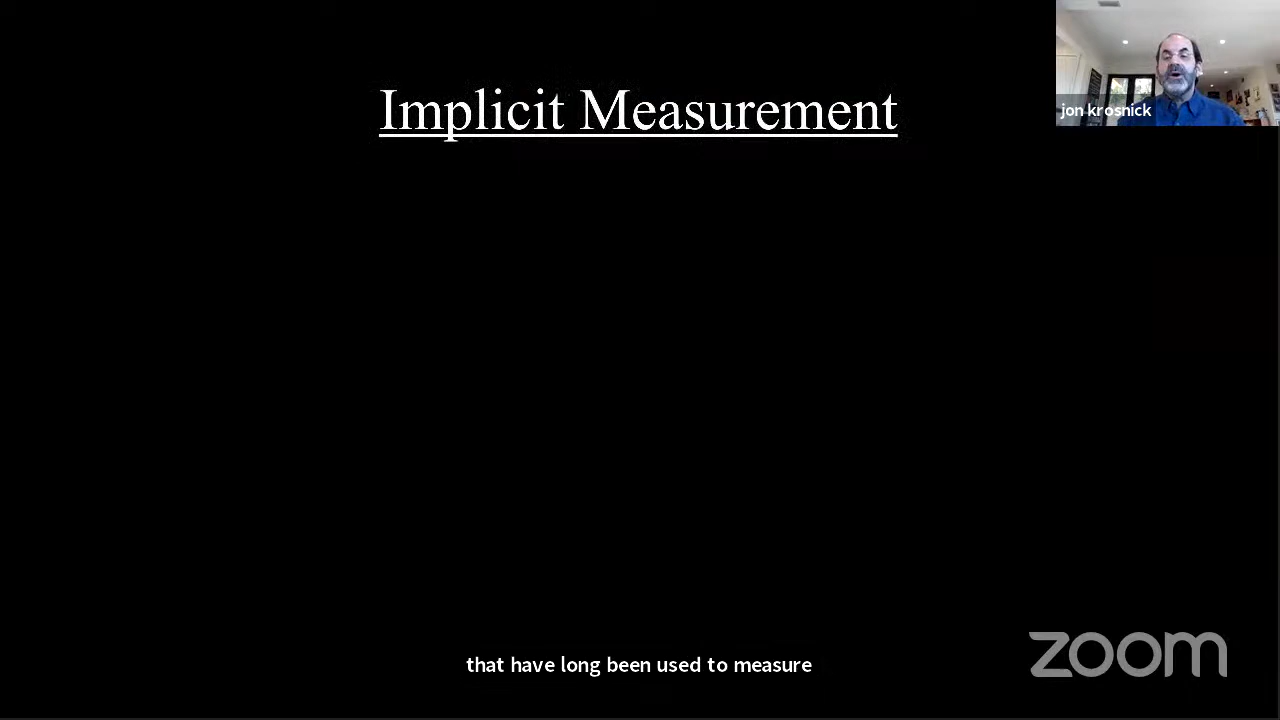 Implicit Measurement
jon krosnick
that have long been used to measure
zoom